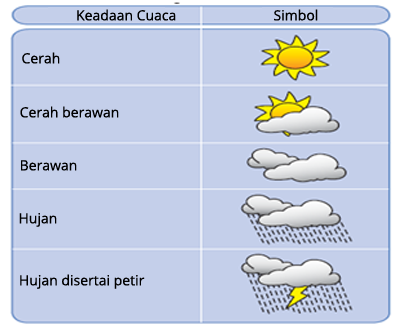 Keadaan Cuaca Simbol
Cerah
Cerah berawan
Berawan
Hujan
Hujan disertai petir